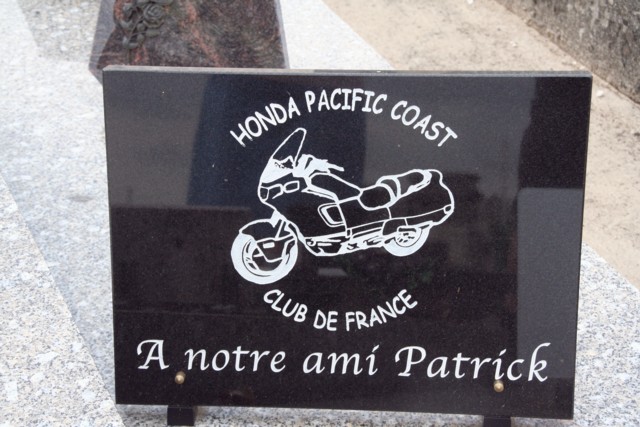 HONDA PACIFIC COAST
CLUB DE FRANCE
A notre ami Patrick